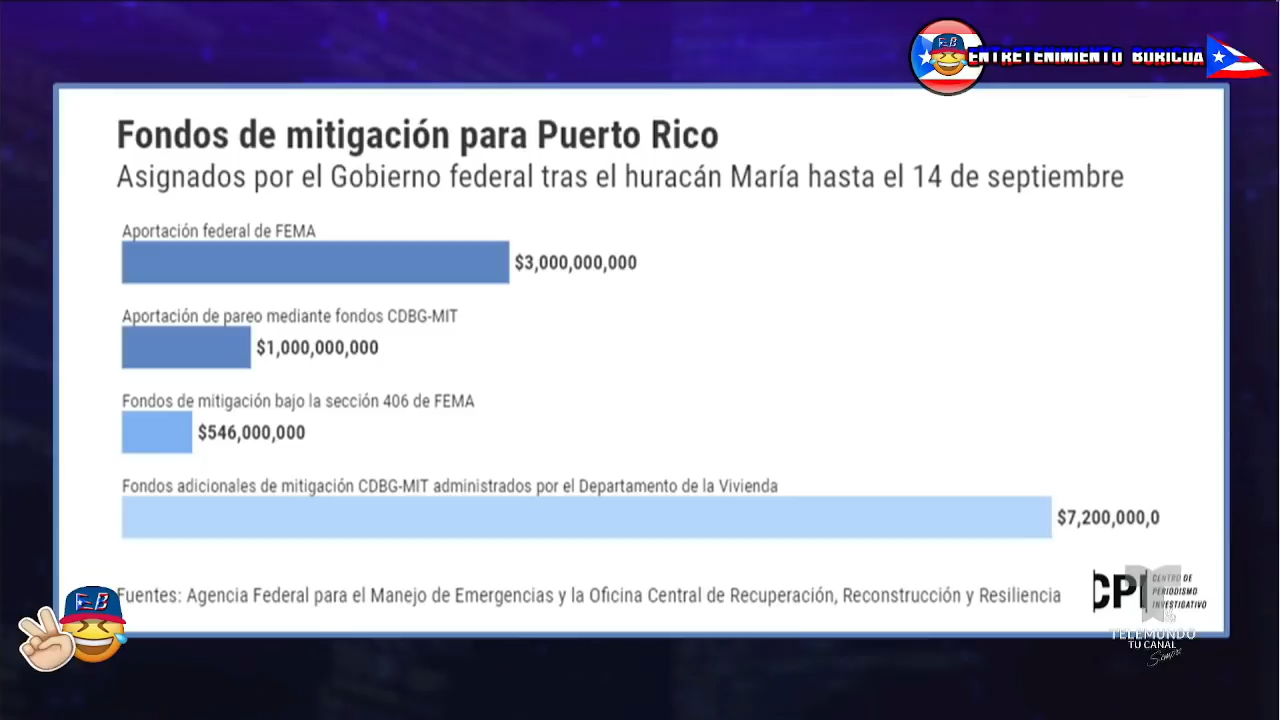 EB
ENTRETENIMIENTO BORICUA
Fondos de mitigación para Puerto Rico
Asignados por el Gobierno federal tras el huracán María hasta el 14 de septiembre
Aportación federal de FEMA
$3,000,000,000
Aportación de pareo mediante fondos CDBG-MIT
$1,000,000,000
Fondos de mitigación bajo la sección 406 de FEMA
$546,000,000
Fondos adicionales de mitigación CDBG-MIT administrados por el Departamento de la Vivienda
$7,200,000,0
Fuentes: Agencia Federal para el Manejo de Emergencias y la Oficina Central de Recuperación, Reconstrucción y Resiliencia
CPI
CENTRO DE
PERIODISMO
INVESTIGATIVO
TELEMUNDO
TU CANAL
Siempre
EB